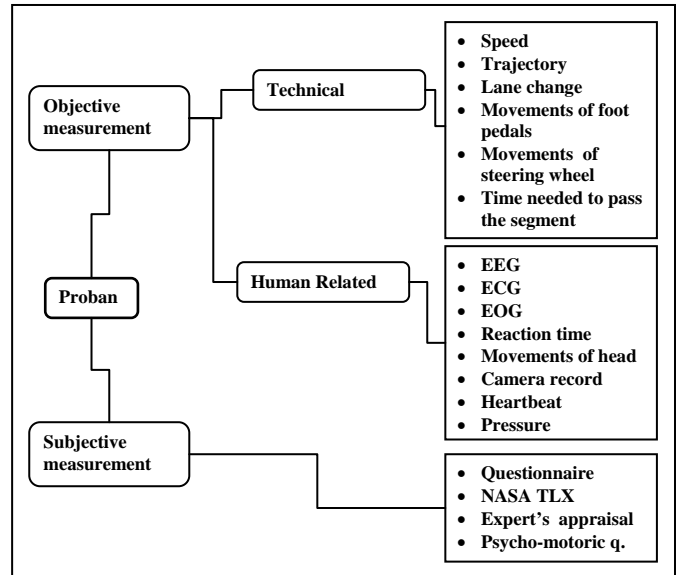 Objective
measurement
Technical
• Speed
• Trajectory
• Lane change
• Movements of foot
pedals
• Movements of
steering wheel
• Time needed to pass
the segment
Human Related
• EEG
• ECG
• EOG
• Reaction time
• Movements of head
• Camera record
• Heartbeat
• Pressure
Proban
Subjective
measurement
• Questionnaire
• NASA TLX
• Expert's appraisal
• Psycho-motoric q.